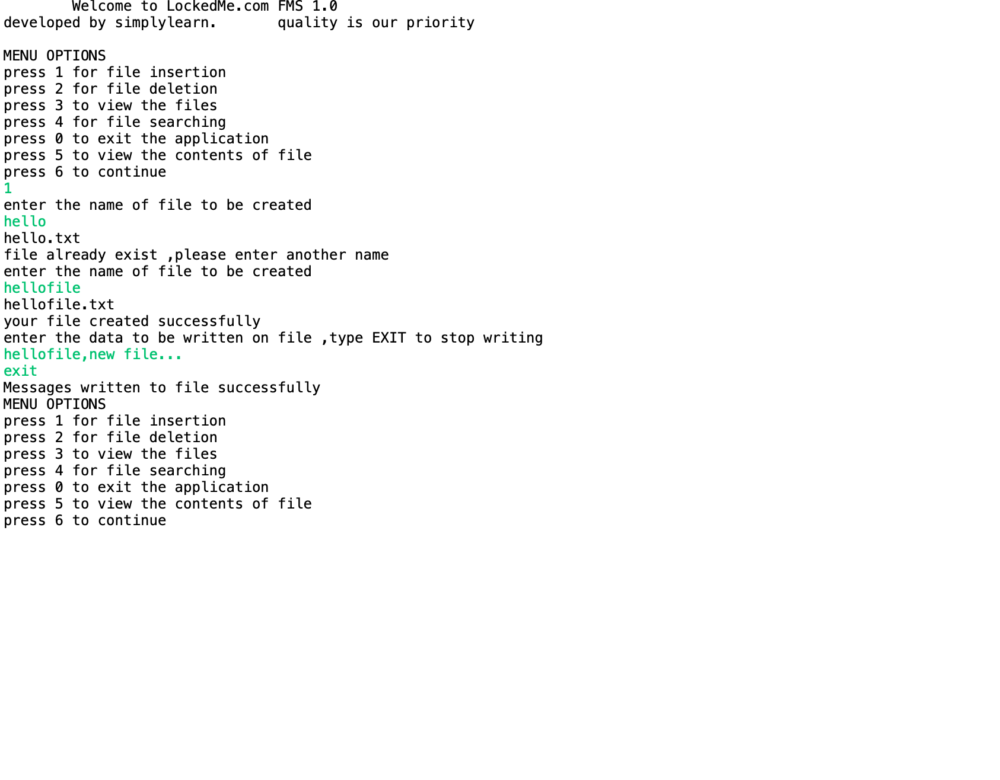 Welcome to LockedMe.com FMS 1.0
developed by simplylearn.       quality is our priority
MENU OPTIONS
press 1 for file insertion
press 2 for file deletion
press 3 to view the files
press 4 for file searching
press 0 to exit the application
press 5 to view the contents of file
press 6 to continue
1
enter the name of file to be created
hello
hello.txt
file already exist ,please enter another name
enter the name of file to be created
hellofile
hellofile.txt
your file created successfully
enter the data to be written on file ,type EXIT to stop writing
hellofile,new file...
exit
Messages written to file successfully
MENU OPTIONS
press 1 for file insertion
press 2 for file deletion
press 3 to view the files
press 4 for file searching
press 0 to exit the application
press 5 to view the contents of file
press 6 to continue